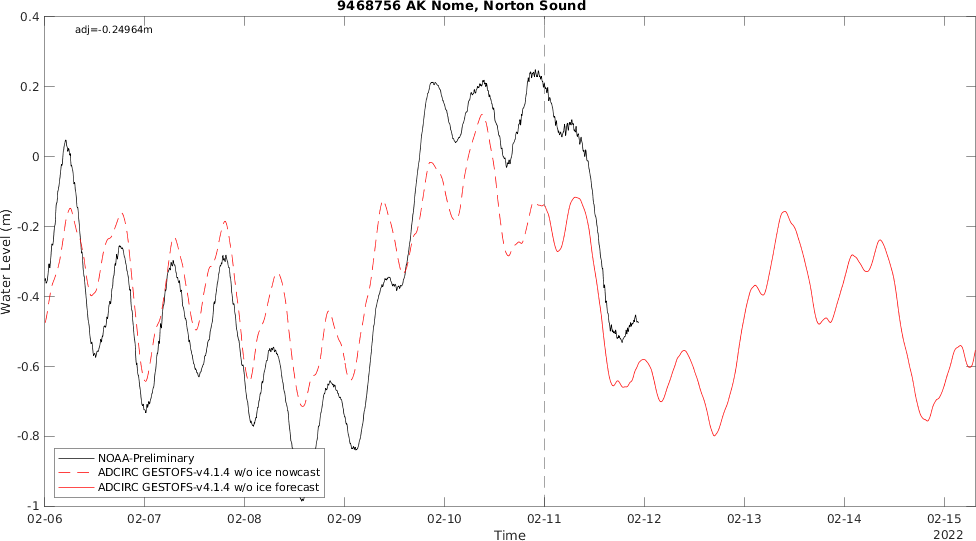 9468756 AK Nome, Norton Sound
adj=-0.24964m
0.4
0.2
0
-0.2
-0.4
-0.6
-0.8
-1
Water Level (m)
NOAA-Preliminary
ADCIRC GESTOFS-v4.1.4 w/o ice nowcast
ADCIRC GESTOFS-v4.1.4 w/o ice forecast
02-06 02-07 02-08 02-09 02-10 02-11 02-12 02-13 02-14 02-15
Time
2022